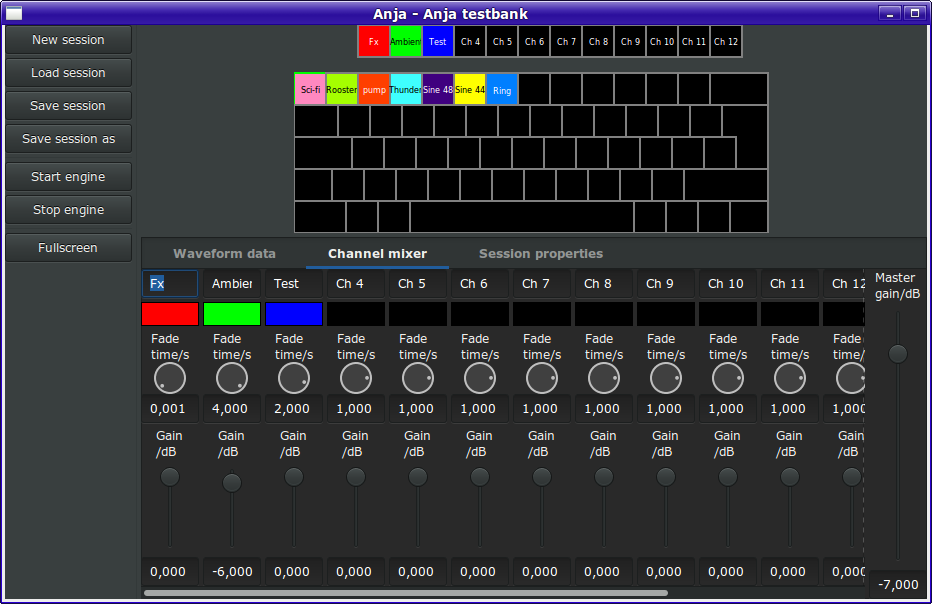 Anja - Anja testbank
New session
Load session
Save session
Save session as
Start engine
Stop engine
Fullscreen
Fx Ambien Test Ch 4 Ch 5 Ch 6 Ch 7 Ch 8 Ch 9 Ch 10 Ch 11 Ch 12
Sci-fi Rooster pump Thunder Sine 48 Sine 44 Ring
Waveform data Channel mixer Session properties
Fx Ambier Test Ch 4 Ch 5 Ch 6 Ch 7 Ch 8 Ch 9 Ch 10 Ch 11 Ch 12
Fade Fade Fade Fade Fade Fade Fade Fade Fade Fade Fade Fade
time/s time/s time/s time/s time/s time/s time/s time/s time/s time/s time/s time/
0,001 4,000 2,000 1,000 1,000 1,000 1,000 1,000 1,000 1,000 1,000 1,000
Gain Gain Gain Gain Gain Gain Gain Gain Gain Gain Gain Gain
/dB /dB /dB /dB /dB /dB /dB /dB /dB /dB /dB /dB
0,000 -6,000 0,000 0,000 0,000 0,000 0,000 0,000 0,000 0,000 0,000 0,000
Master
gain/dB
-7,000